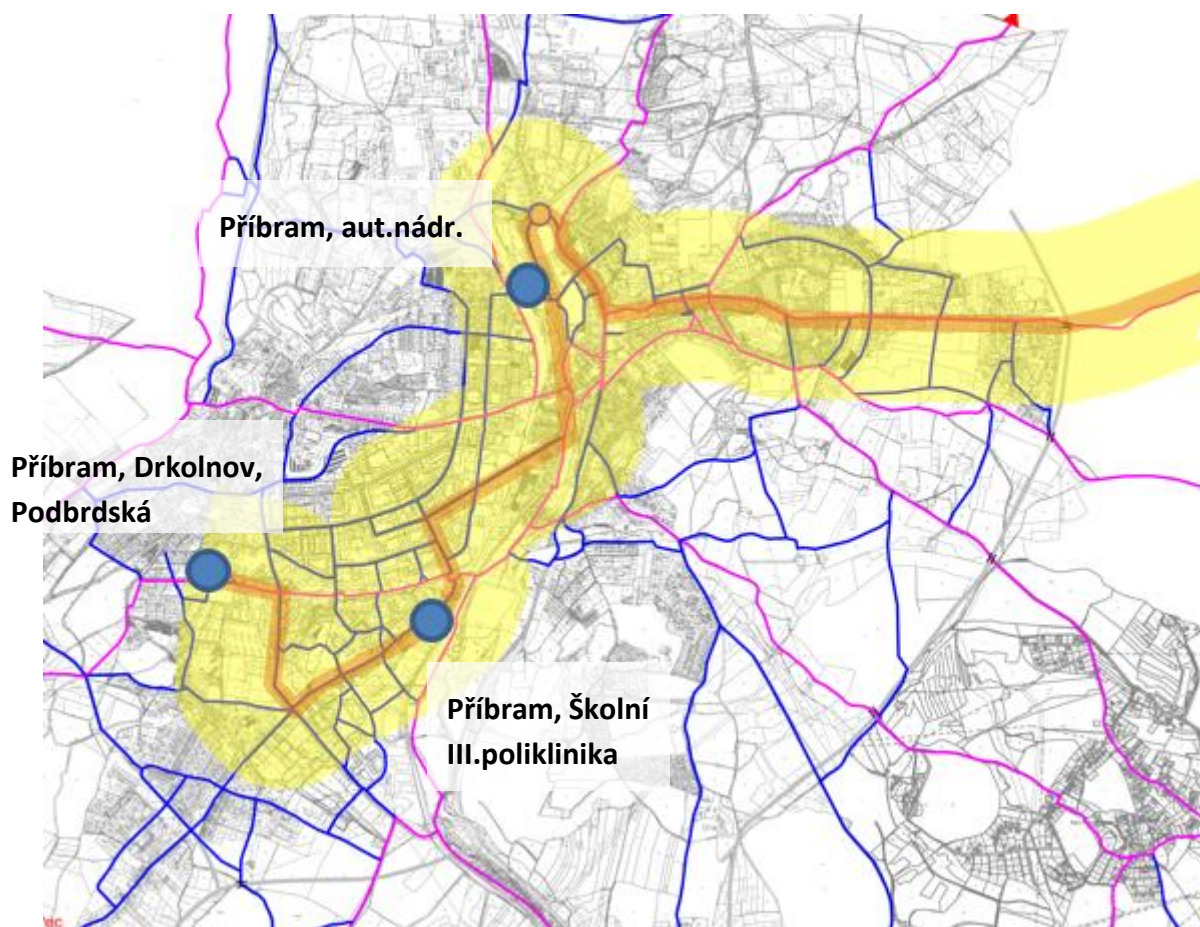 Příbram, aut.nádr.
Příbram, Drkolnov,
Podbrdská
Příbram, Školní
III.poliklinika